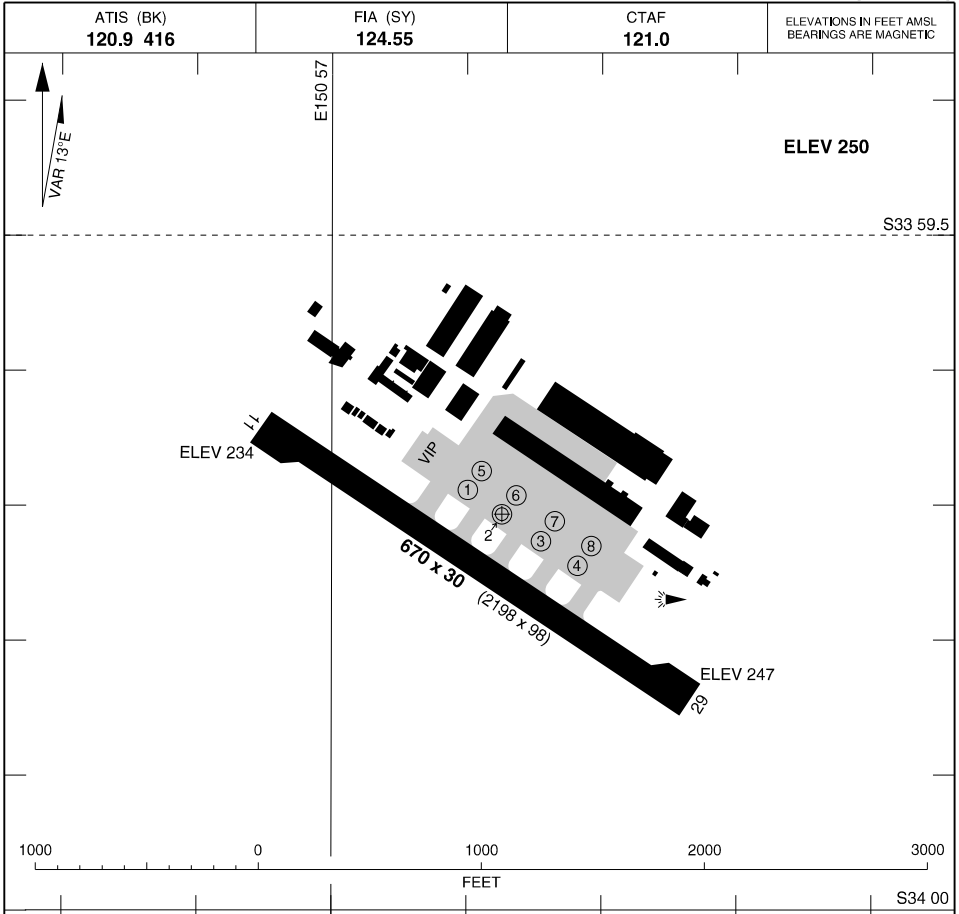 ATIS (BK)
120.9 416
FIA (SY)
124.55
CTAF
121.0
ELEVATIONS IN FEET AMSL
BEARINGS ARE MAGNETIC
E150 57
VAR 13°E
ELEV 250
S33 59.5
11
ELEV 234
VIP
5
1
6
2
7
3
8
4
670 x 30
(2198 x 98)
ELEV 247
29
1000
0
1000
2000
3000
FEET
S34 00